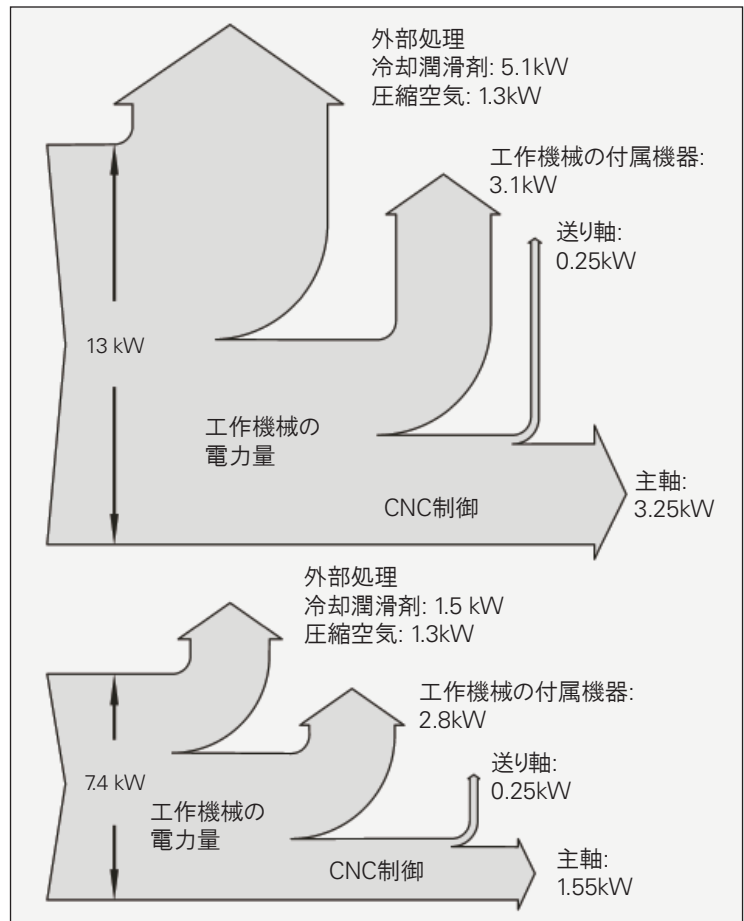 外部処理
冷却潤滑剤: 5.1kW
圧縮空気: 1.3kW
工作機械の付属機器:
3.1kW
送り軸:
0.25kW
13 kW
工作機械の
電力量
CNC制御
主軸:
3.25kW
外部処理
冷却潤滑剤: 1.5 kW
圧縮空気: 1.3kW
工作機械の付属機器:
2.8kW
送り軸:
0.25kW
7.4 kW
工作機械の
電力量
CNC制御
主軸:
1.55kW